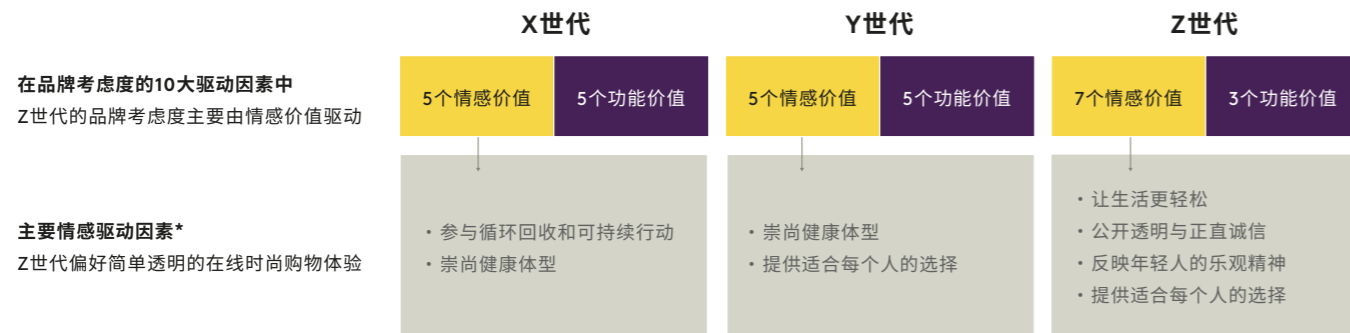 X世代
Y世代
Z世代
在品牌考虑度的10大驱动因素中
Z世代的品牌考虑度主要由情感价值驱动
5个情感价值
5个功能价值
5个情感价值
5个功能价值
7个情感价值
3个功能价值
主要情感驱动因素*
Z世代偏好简单透明的在线时尚购物体验
• 参与循环回收和可持续行动
• 崇尚健康体型
• 崇尚健康体型
• 提供适合每个人的选择
• 让生活更轻松
• 公开透明与正直诚信
• 反映年轻人的乐观精神
• 提供适合每个人的选择